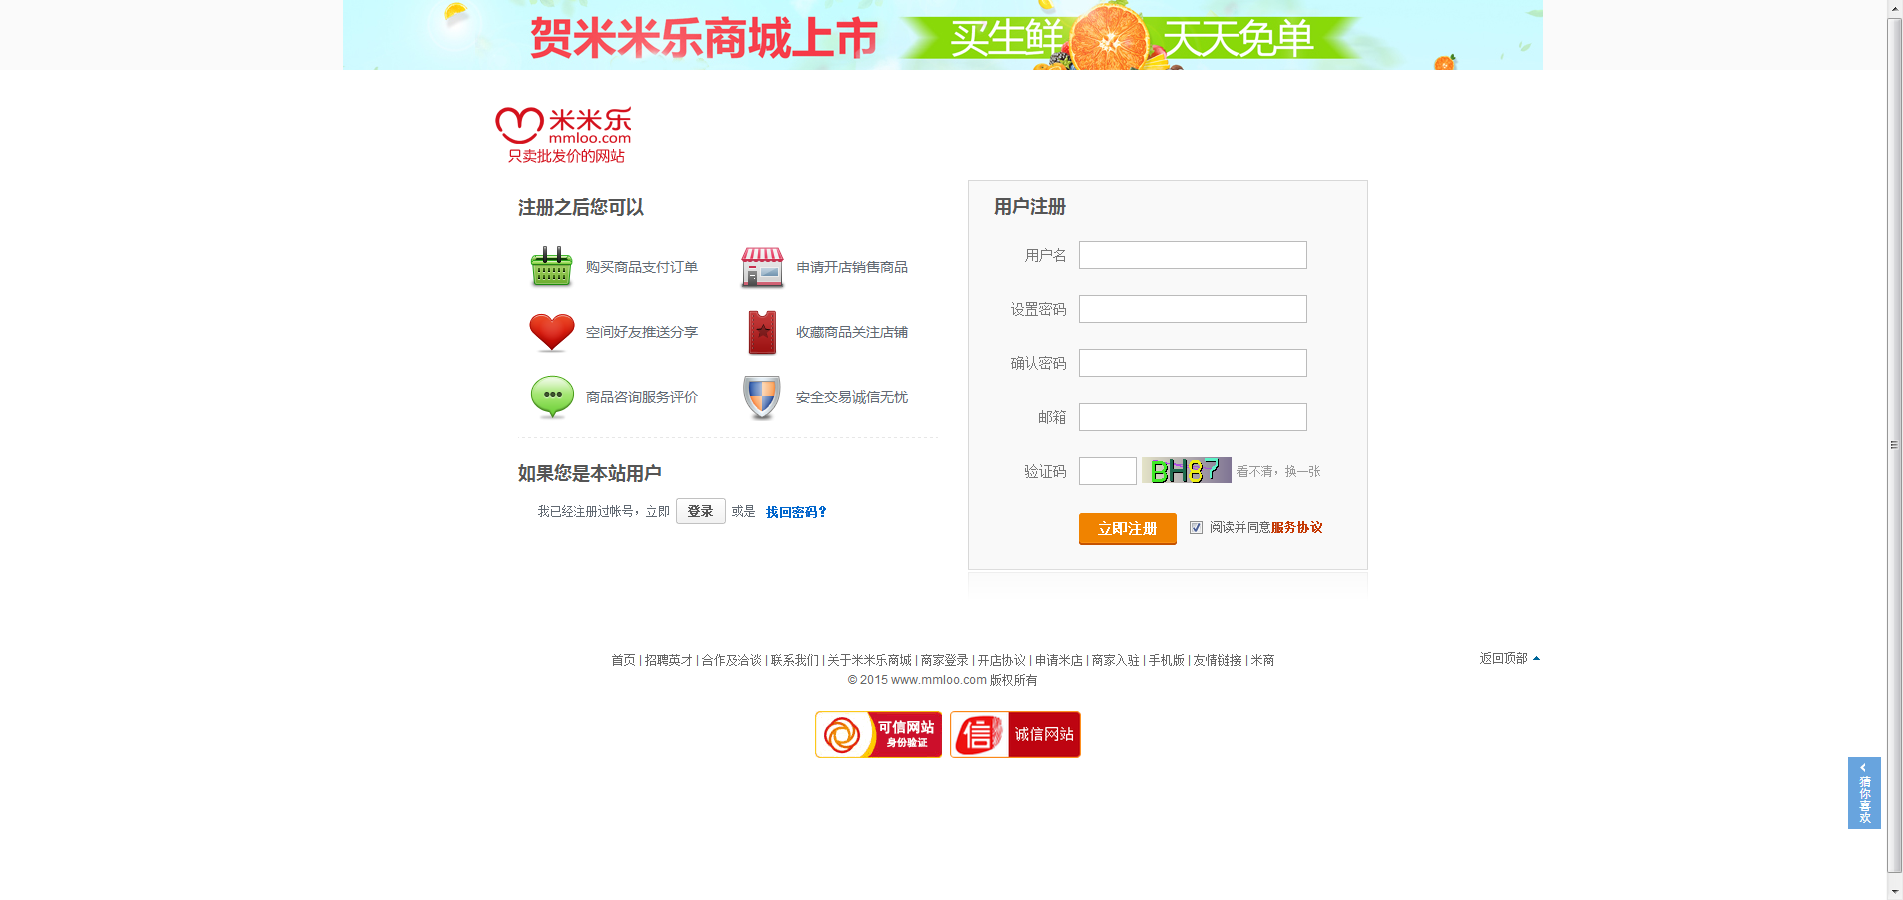 贺米米乐商城上市 买生鲜 天天免单
米米乐
mmloo.com
只卖批发价的网站
注册之后您可以
购买商品支付订单 申请开店销售商品
空间好友推送分享 收藏商品关注店铺
商品咨询服务评价 安全交易诚信无忧
如果您是本站用户
我已经注册过帐号，立即 登录 或是 找回密码?
用户注册
用户名
设置密码
确认密码
邮箱
验证码 BH87 看不清，换一张
立即注册 阅读并同意服务协议
首页 | 招聘英才 | 合作及洽谈 | 联系我们 | 关于米米乐商城 | 商家登录 | 开店协议 | 申请米店 | 商家入驻 | 手机版 | 友情链接 | 米商
返回顶部
© 2015 www.mmloo.com 版权所有
可信网站
身份验证
信 诚信网站
猜你喜欢